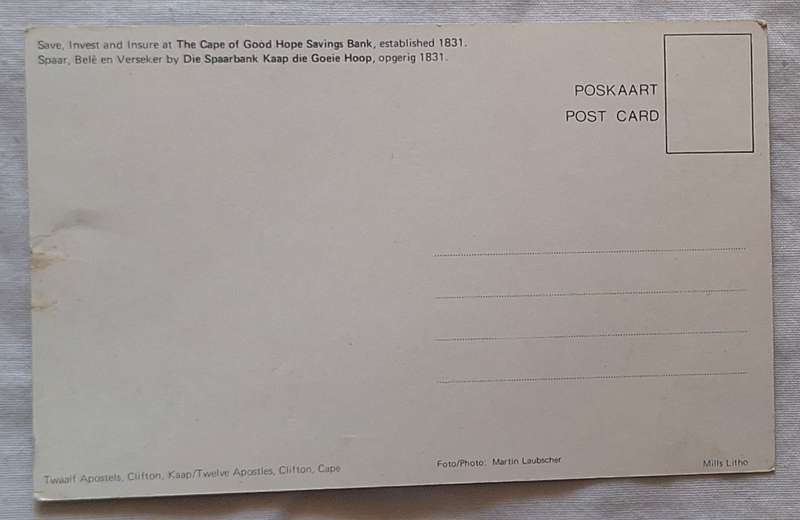 Save, Invest and Insure at The Cape of Good Hope Savings Bank, established 1831.
Spaar, Belê en Verseker by Die Spaarbank Kaap die Goeie Hoop, opgerig 1831.
POSKAART
POST CARD
Twaalf Apostels, Clifton, Kaap/Twelve Apostles, Clifton, Cape
Foto/Photo: Martin Laubscher
Mills Litho